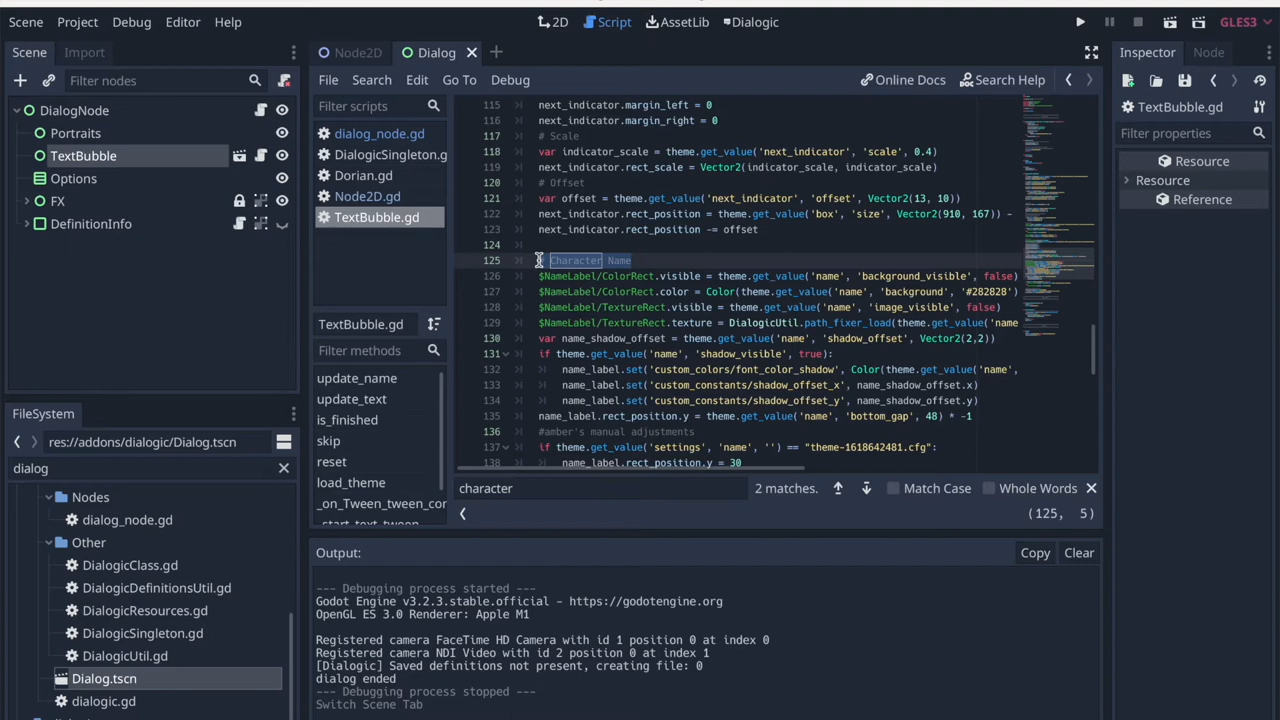 Scene Project Debug Editor Help
2D Script AssetLib Dialogic
GLES3
Scene Import
Filter nodes
DialogNode
Portraits
TextBubble
Options
FX
DefinitionInfo
FileSystem
res://addons/dialogic/Dialog.tscn
dialog
Nodes
dialog_node.gd
Other
DialogicClass.gd
DialogicDefinitionsUtil.gd
DialogicResources.gd
DialogicSingleton.gd
DialogicUtil.gd
Dialog.tscn
dialogic.gd
Node2D Dialog
File Search Edit Go To Debug
Online Docs Search Help
Filter scripts
dialog_node.gd
DialogicSingleton.g
Dorian.gd
Node2D.gd
TextBubble.gd
TextBubble.gd
Filter methods
update_name
update_text
is_finished
skip
reset
load_theme
_on_Tween_tween_cor
_start_text_tween
115 next_indicator.margin_left = 0
116 next_indicator.margin_right = 0
117 # Scale
118 var indicator_scale = theme.get_value('next_indicator', 'scale', 0.4)
119 next_indicator.rect_scale = Vector2(indicator_scale, indicator_scale)
120 # Offset
121 var offset = theme.get_value('next_indicator', 'offset', Vector2(13, 10))
122 next_indicator.rect_position = theme.get_value('box', 'size', Vector2(910, 167)) -
123 next_indicator.rect_position -= offset
124
125 # Character Name
126 $NameLabel/ColorRect.visible = theme.get_value('name', 'background_visible', false)
127 $NameLabel/ColorRect.color = Color(theme.get_value('name', 'background', '#282828')
128 $NameLabel/TextureRect.visible = theme.get_value('name', 'image_visible', false)
129 $NameLabel/TextureRect.texture = DialogicUtil.path_fixer_load(theme.get_value('name
130 var name_shadow_offset = theme.get_value('name', 'shadow_offset', Vector2(2,2))
131 if theme.get_value('name', 'shadow_visible', true):
132 name_label.set('custom_colors/font_color_shadow', Color(theme.get_value('name',
133 name_label.set('custom_constants/shadow_offset_x', name_shadow_offset.x)
134 name_label.set('custom_constants/shadow_offset_y', name_shadow_offset.y)
135 name_label.rect_position.y = theme.get_value('name', 'bottom_gap', 48) * -1
136 #amber's manual adjustments
137 if theme.get_value('settings', 'name', '') == "theme-1618642481.cfg":
138 name_label.rect_position.y = 30
character 2 matches. Match Case Whole Words
(125, 5)
Output: Copy Clear
--- Debugging process started ---
Godot Engine v3.2.3.stable.official - https://godotengine.org
OpenGL ES 3.0 Renderer: Apple M1
Registered camera FaceTime HD Camera with id 1 position 0 at index 0
Registered camera NDI Video with id 2 position 0 at index 1
[Dialogic] Saved definitions not present, creating file: 0
dialog ended
--- Debugging process stopped ---
Switch Scene Tab
Inspector Node
TextBubble.gd
Filter properties
Resource
Resource
Reference